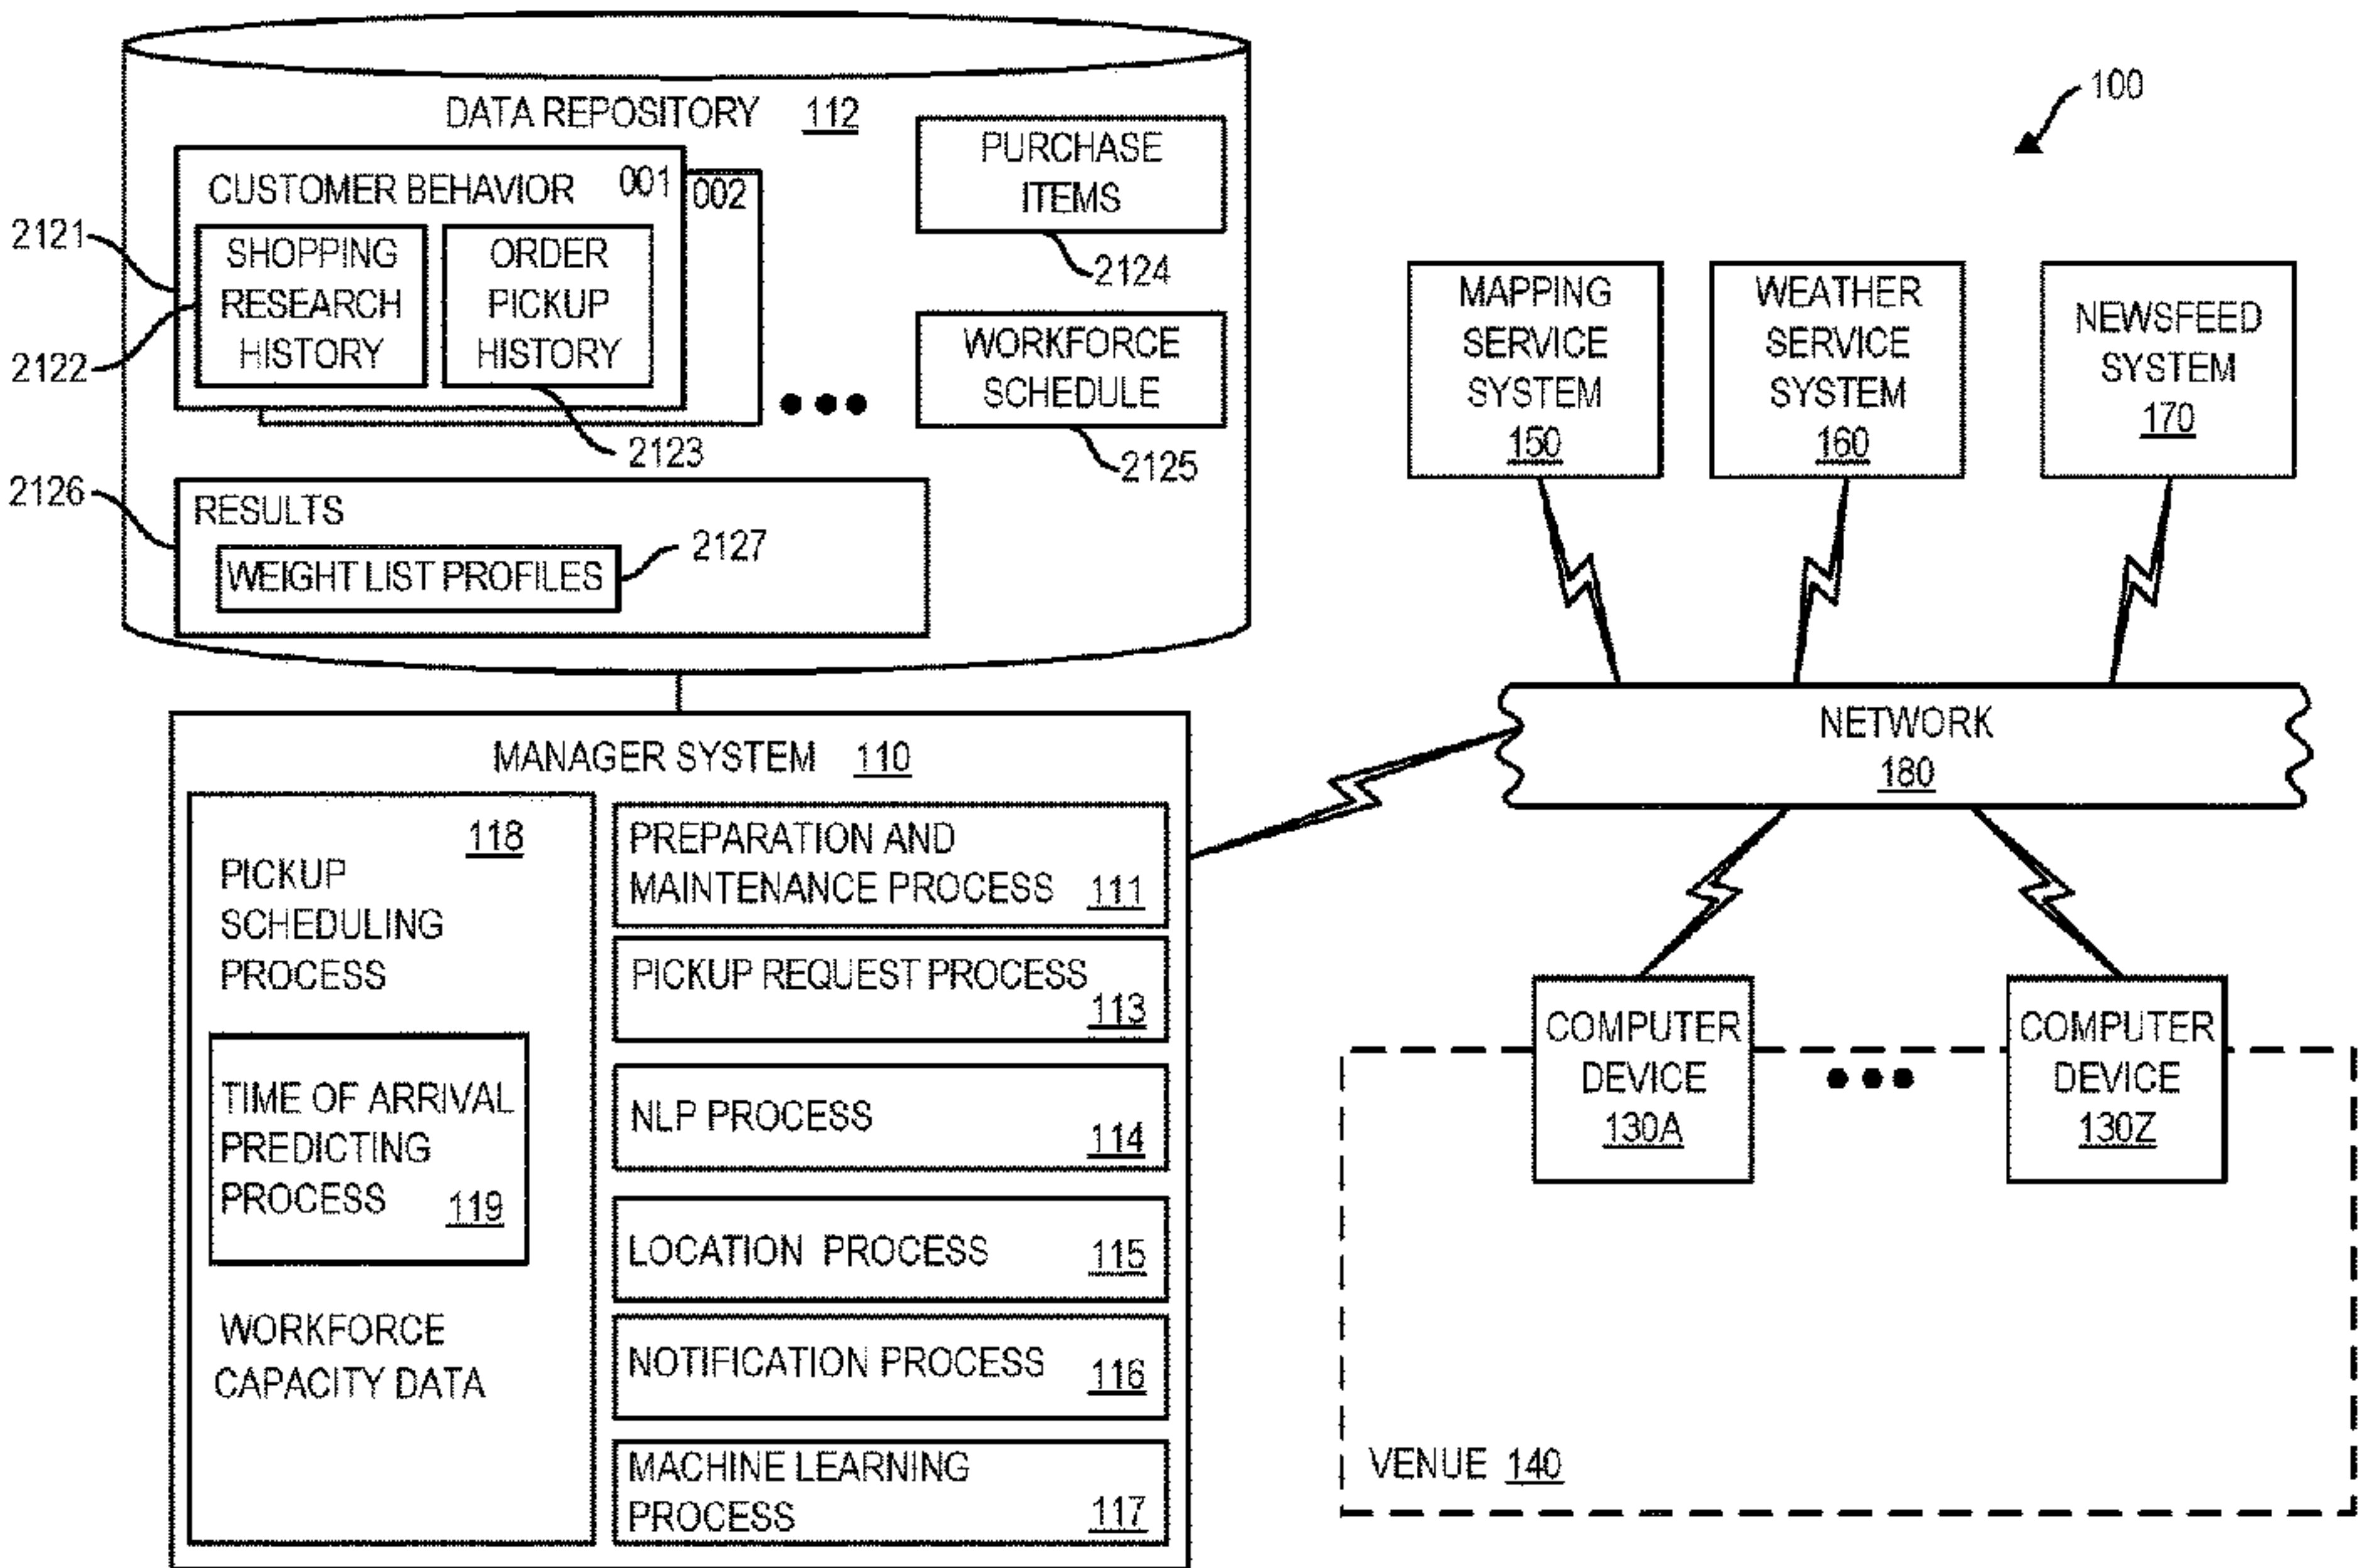 DATA REPOSITORY 112
CUSTOMER BEHAVIOR 001
002
2121
SHOPPING
RESEARCH
HISTORY
2122
ORDER
PICKUP
HISTORY
2123
PURCHASE
ITEMS
2124
WORKFORCE
SCHEDULE
2125
2126
RESULTS
WEIGHT LIST PROFILES
2127
100
MAPPING
SERVICE
SYSTEM
150
WEATHER
SERVICE
SYSTEM
160
NEWSFEED
SYSTEM
170
NETWORK
180
MANAGER SYSTEM 110
118
PICKUP
SCHEDULING
PROCESS
TIME OF ARRIVAL
PREDICTING
PROCESS 119
WORKFORCE
CAPACITY DATA
PREPARATION AND
MAINTENANCE PROCESS 111
PICKUP REQUEST PROCESS
113
NLP PROCESS
114
LOCATION PROCESS 115
NOTIFICATION PROCESS 116
MACHINE LEARNING
PROCESS 117
COMPUTER
DEVICE
130A
COMPUTER
DEVICE
130Z
VENUE 140